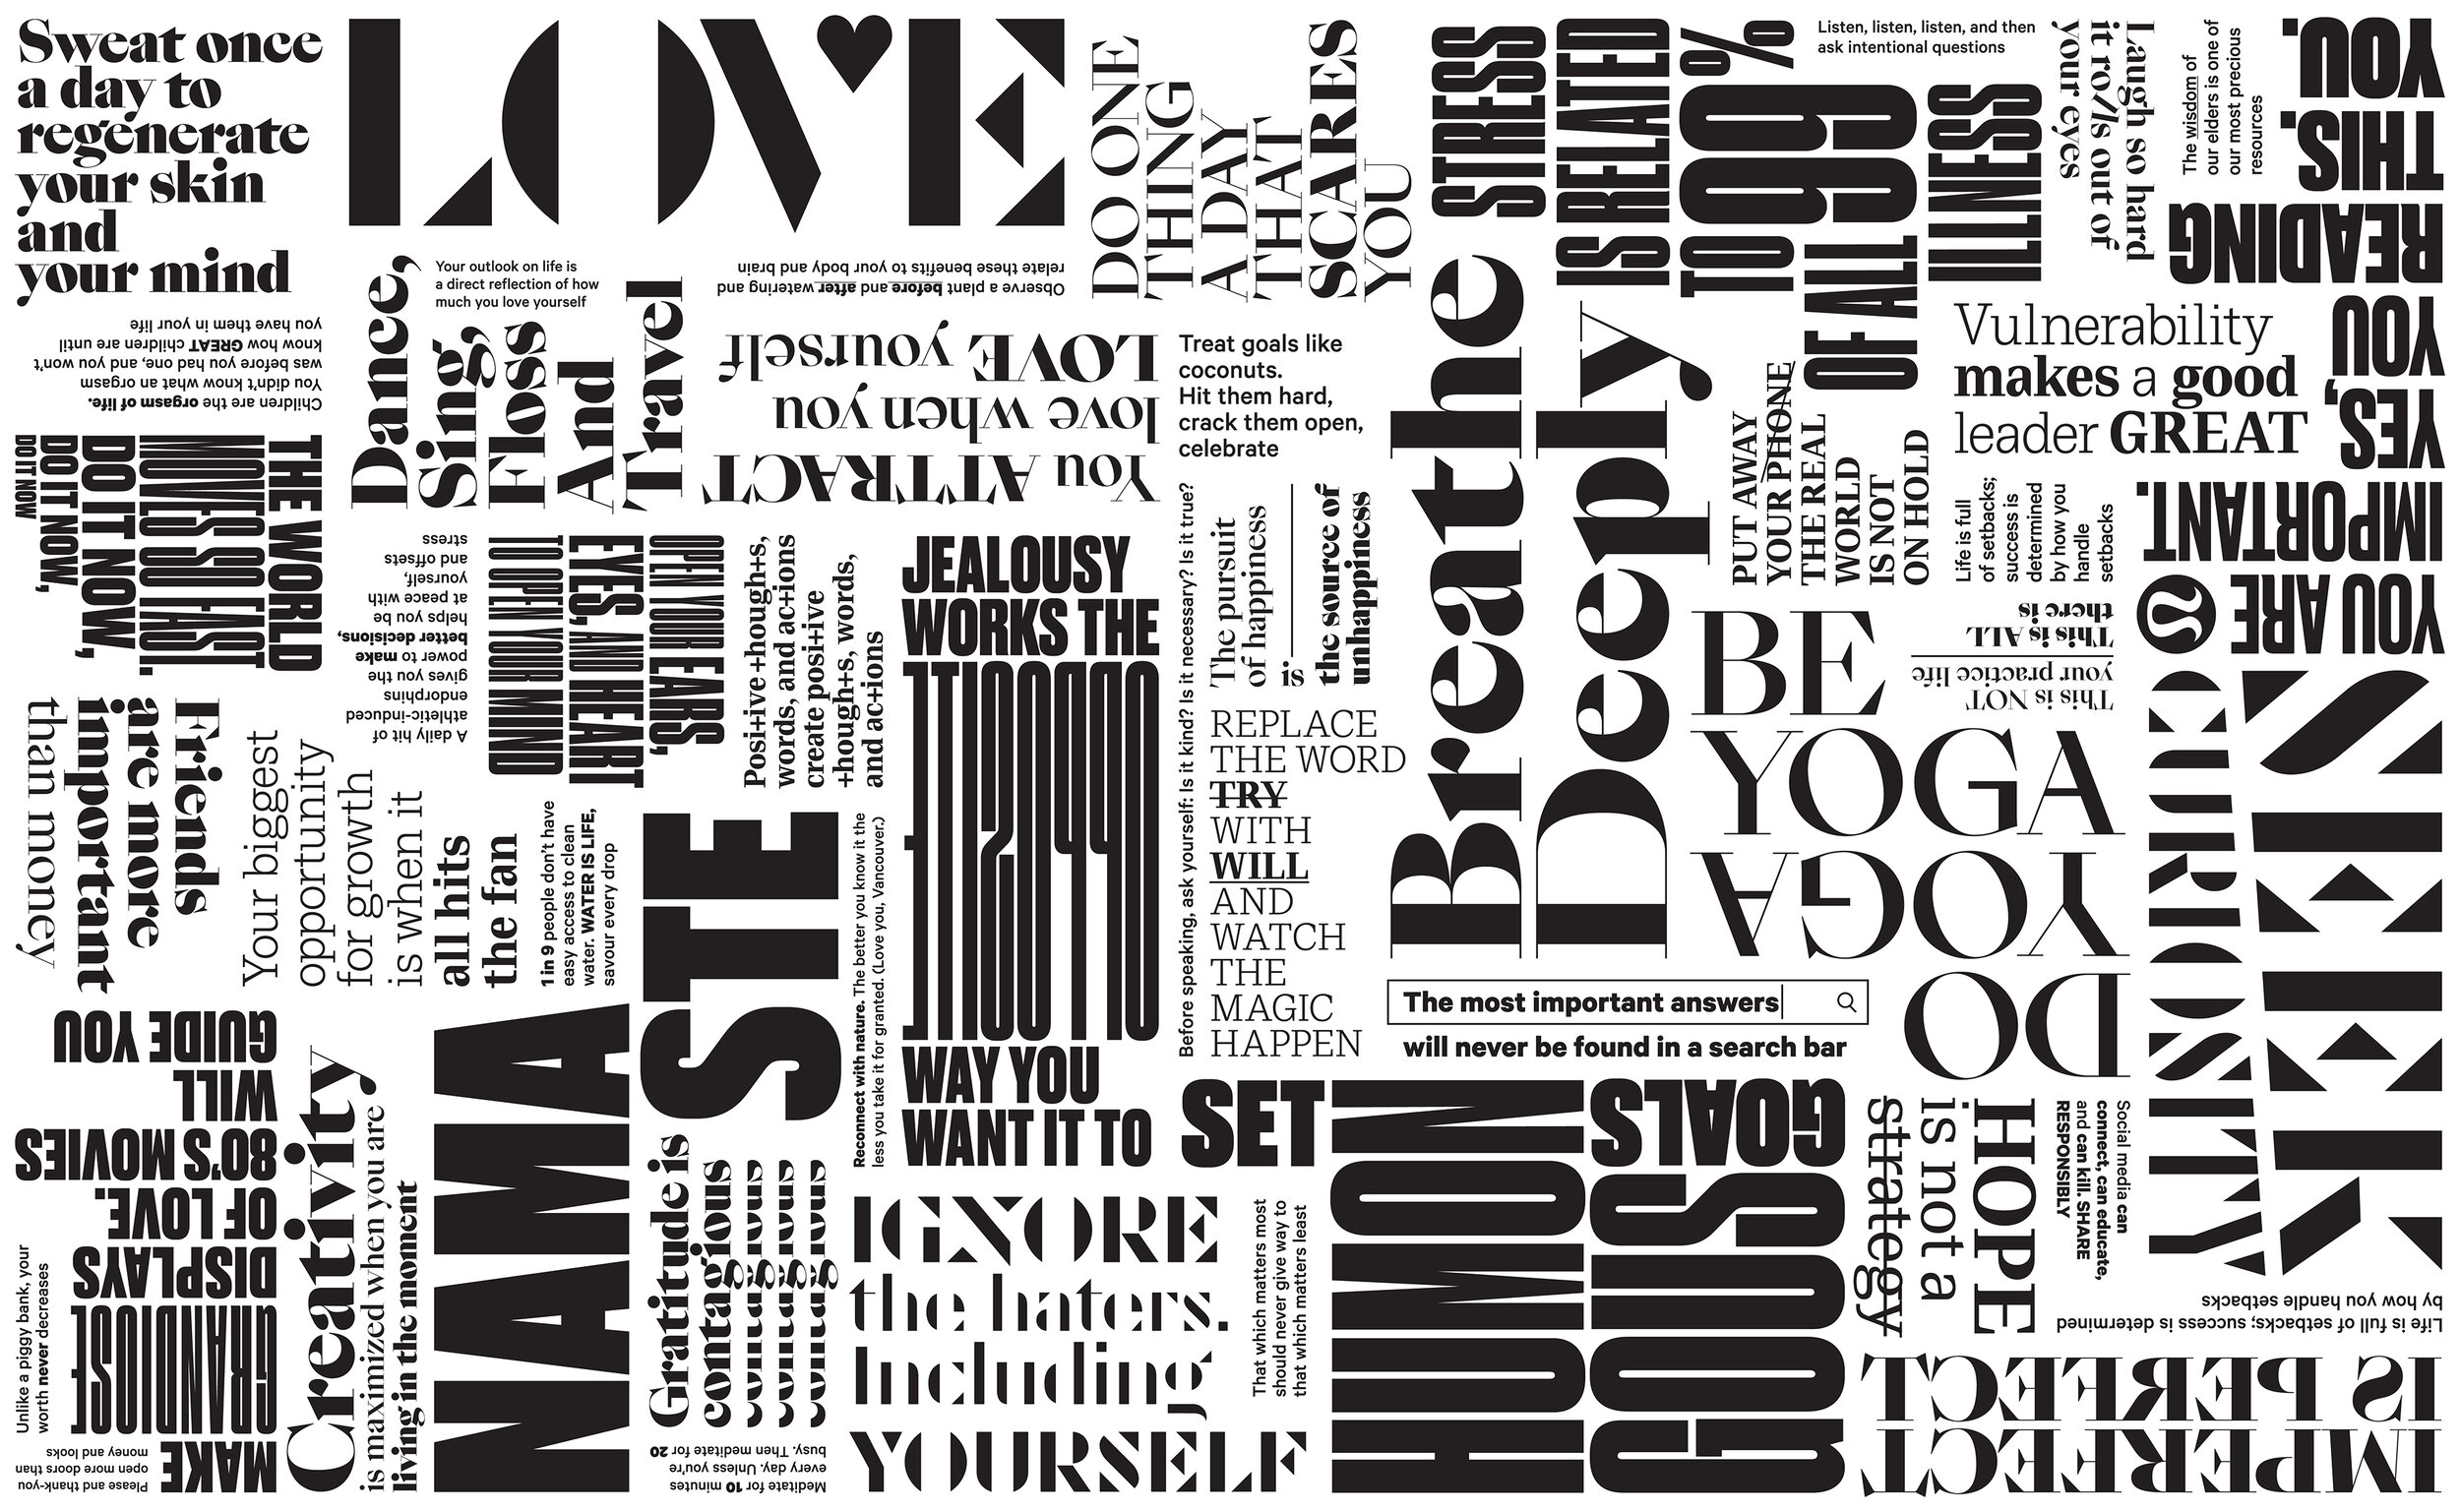 Sweat once
a day to
regenerate
your skin
and
your mind
LOVE
DO ONE
THING
A DAY
THAT
SCARES
YOU
STRESS
IS RELATED
TO 99%
OF ALL
ILLNESS
Listen, listen, listen, and then
ask intentional questions
Laugh so hard
it rolls out of
your eyes
The wisdom of
our elders is one of
our most precious
resources
YOU ARE
IMPORTANT.
YES,
YOU
READING
THIS.
YOU.
Children are the orgasm of life.
You didn't know what an orgasm
was before you had one, and you won't
know how GREAT children are until
you have them in your life
Dance,
Sing,
Floss
And
Travel
Your outlook on life is
a direct reflection of how
much you love yourself
Observe a plant before and after watering and
relate these benefits to your body and brain
You ATTRACT
love when you
LOVE yourself
Treat goals like
coconuts.
Hit them hard,
crack them open,
celebrate
Breathe
Deeply
Vulnerability
makes a good
leader GREAT
PUT AWAY
YOUR PHONE
THE REAL
WORLD
IS NOT
ON HOLD
Life is full
of setbacks;
success is
determined
by how you
handle
setbacks
THE WORLD
MOVES SO FAST.
DO IT NOW,
DO IT NOW,
DO IT NOW
A daily hit of
athletic-induced
endorphins
gives you the
power to make
better decisions,
helps you be
at peace with
yourself,
and offsets
stress
OPEN YOUR EARS,
EYES, AND HEART
TO OPEN YOUR MIND
Posi+ive +hough+s,
words, and ac+ions
create posi+ive
+hough+s, words,
and ac+ions
JEALOUSY
WORKS THE
OPPOSITE
WAY YOU
WANT IT TO
Before speaking, ask yourself: Is it kind? Is it necessary? Is it true?
The pursuit
of happiness
is
the source of
unhappiness
REPLACE
THE WORD
TRY
WITH
WILL
AND
WATCH
THE
MAGIC
HAPPEN
This is NOT
your practice life
This is ALL
there is
BE
YOGA
DO
YOGA
SEEK
CURIOSITY
Friends
are more
important
than money
Your biggest
opportunity
for growth
is when it
all hits
the fan
1 in 9 people don't have
easy access to clean
water. WATER IS LIFE,
savour every drop
NAMA
STE
Reconnect with nature. The better you know it the
less you take it for granted. (Love you, Vancouver.)
The most important answers
will never be found in a search bar
MAKE
GRANDIOSE
DISPLAYS
OF LOVE.
80'S MOVIES
WILL
GUIDE YOU
Creativity
is maximized when you are
living in the moment
Unlike a piggy bank, your
worth never decreases
Please and thank-you
open more doors than
money and looks
Gratitude is
contagious
contagious
contagious
contagious
Meditate for 10 minutes
every day. Unless you're
busy. Then meditate for 20
IGNORE
the haters.
Including
YOURSELF
That which matters most
should never give way to
that which matters least
SET
HUMON
GOUS
GOALS
HOPE
is not a
strategy
Social media can
connect, can educate,
and can kill. SHARE
RESPONSIBLY
Life is full of setbacks; success is determined
by how you handle setbacks
IMPERFECT
IS PERFECT